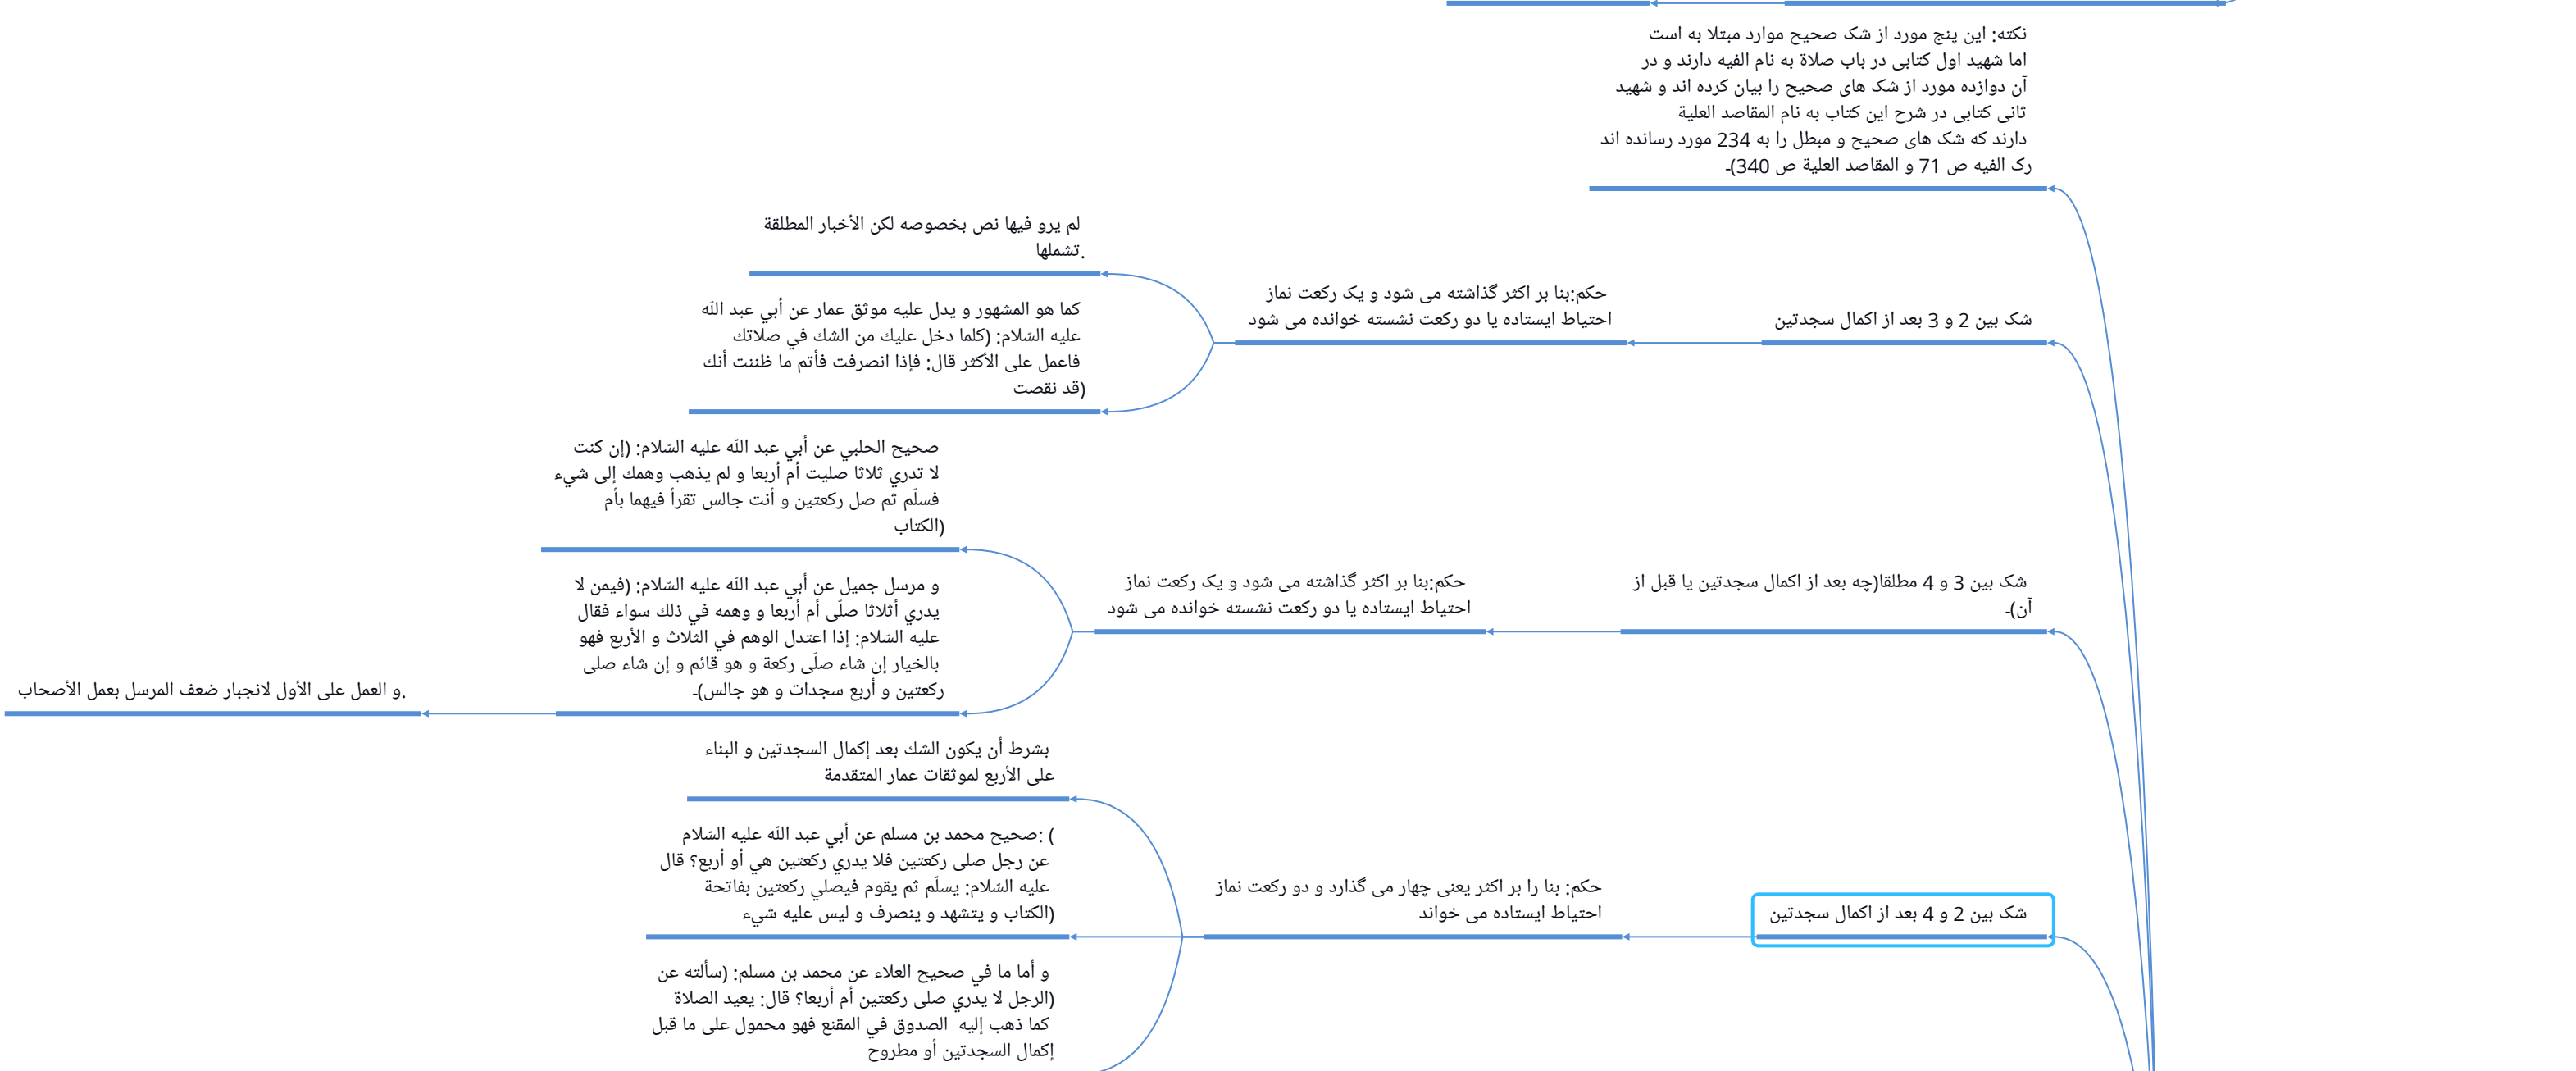 نکته: این پنج مورد از شک صحیح موارد مبتلا به است
اما شهید اول کتابی در باب صلاة به نام الفیه دارند و در
آن دوازده مورد از شک های صحیح را بیان کرده اند و شهید
ثانی کتابی در شرح این کتاب به نام المقاصد العلیة
دارند که شک های صحیح و مبطل را به 234 مورد رسانده اند
رک الفیه ص 71 و المقاصد العلیة ص 340)ـ
شک بین 2 و 3 بعد از اکمال سجدتین
حکم:بنا بر اکثر گذاشته می شود و یک رکعت نماز
احتیاط ایستاده یا دو رکعت نشسته خوانده می شود
لم يرو فيها نص بخصوصه لكن الأخبار المطلقة
تشملها.
كما هو المشهور و يدل عليه موثق عمار عن أبي عبد اللّه
عليه السّلام: (كلما دخل عليك من الشك في صلاتك
فاعمل على الأكثر قال: فإذا انصرفت فأتم ما ظننت أنك
قد نقصت)
شک بین 3 و 4 مطلقا(چه بعد از اکمال سجدتین یا قبل از
آن)ـ
حکم:بنا بر اکثر گذاشته می شود و یک رکعت نماز
احتیاط ایستاده یا دو رکعت نشسته خوانده می شود
صحيح الحلبي عن أبي عبد اللّه عليه السّلام: (إن كنت
لا تدري ثلاثا صليت أم أربعا و لم يذهب وهمك إلى شيء
فسلّم ثم صل ركعتين و أنت جالس تقرأ فيهما بأم
الكتاب)
و مرسل جميل عن أبي عبد اللّه عليه السّلام: (فيمن لا
يدري أثلاثا صلّى أم أربعا و وهمه في ذلك سواء فقال
عليه السّلام: إذا اعتدل الوهم في الثلاث و الأربع فهو
بالخيار إن شاء صلّى ركعة و هو قائم و إن شاء صلى
ركعتين و أربع سجدات و هو جالس)ـ
و العمل على الأول لانجبار ضعف المرسل بعمل الأصحاب.
شک بین 2 و 4 بعد از اکمال سجدتین
حکم: بنا را بر اکثر یعنی چهار می گذارد و دو رکعت نماز
احتیاط ایستاده می خواند
بشرط أن يكون الشك بعد إكمال السجدتين و البناء
على الأربع لموثقات عمار المتقدمة
صحيح محمد بن مسلم عن أبي عبد اللّه عليه السّلام: (
عن رجل صلى ركعتين فلا يدري ركعتين هي أو أربع؟ قال
عليه السّلام: يسلّم ثم يقوم فيصلي ركعتين بفاتحة
الكتاب و يتشهد و ينصرف و ليس عليه شيء)
و أما ما في صحيح العلاء عن محمد بن مسلم: (سألته عن
الرجل لا يدري صلى ركعتين أم أربعا؟ قال: يعيد الصلاة)
كما ذهب إليه الصدوق في المقنع فهو محمول على ما قبل
إكمال السجدتين أو مطروح